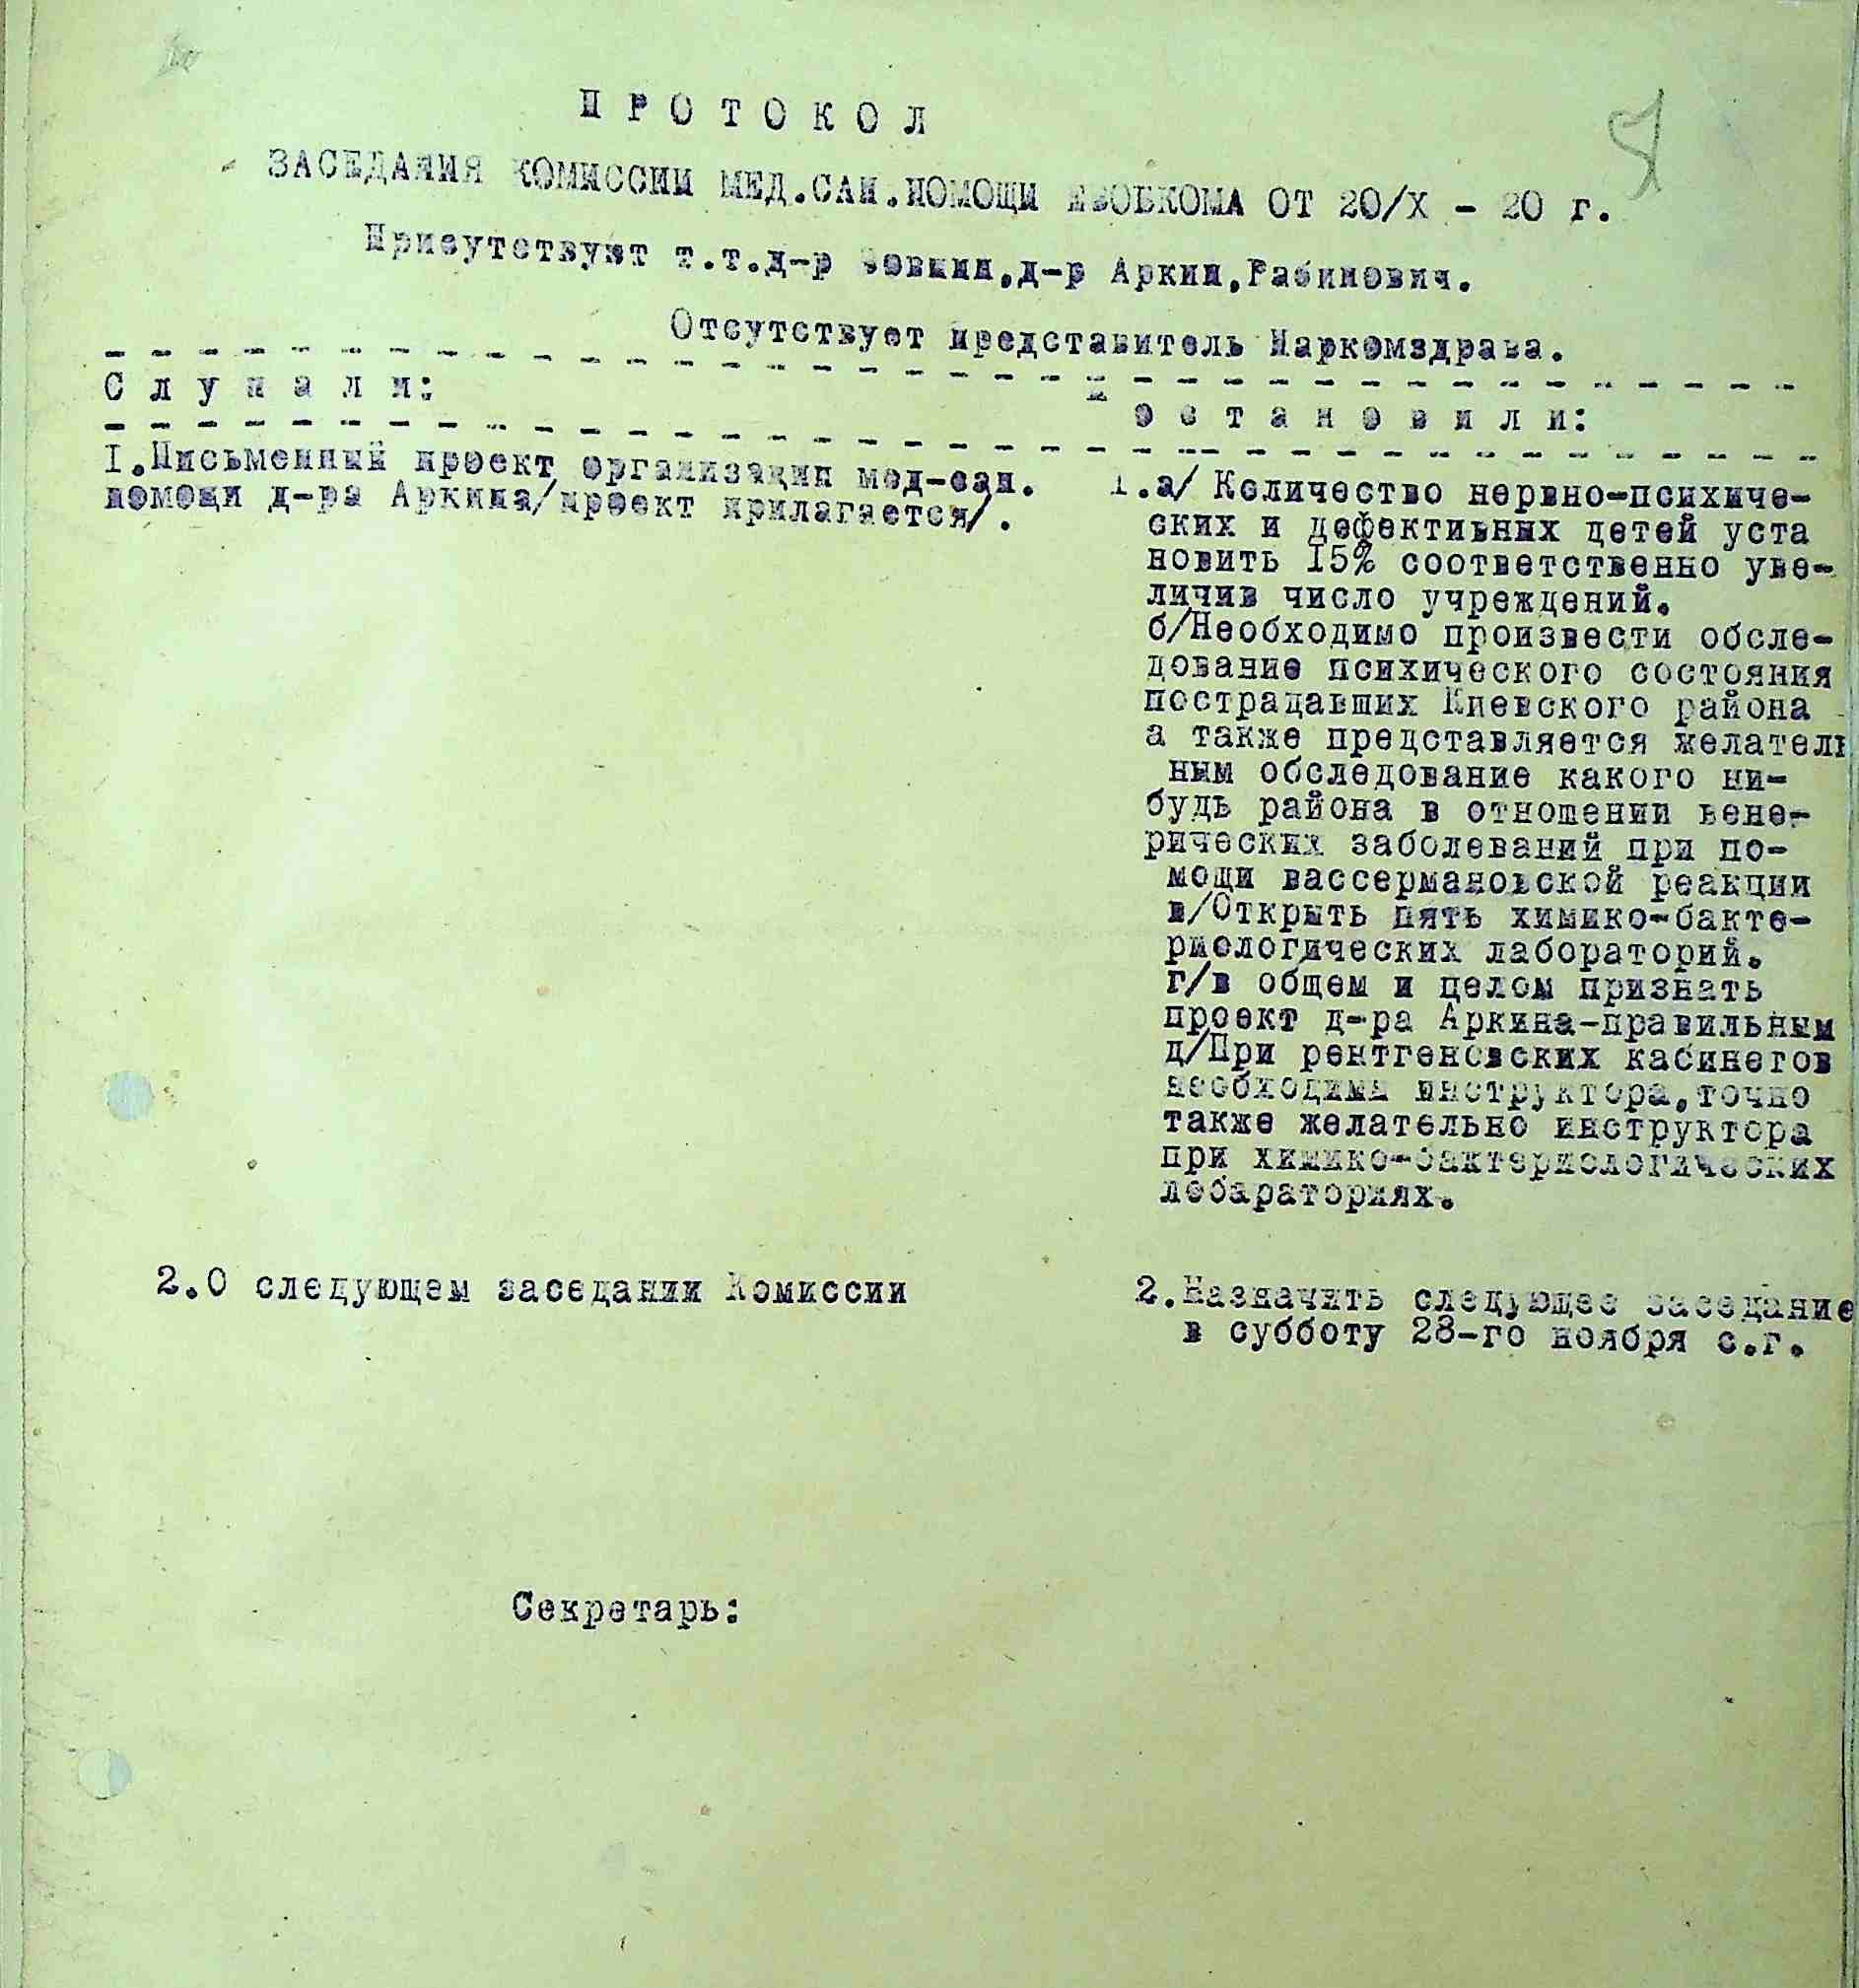 ПРОТОКОЛ
ЗАСЕДАНИЯ КОМИССИИ МЕД.САН.ПОМОЩИ ЕВОБКОМА ОТ 20/X - 20 г.
Присутствуют т.т.д-р ,д-р Аркин,Рабинович.
Отсутствует представитель Наркомздрава.
Слушали:
Постановили:
I.Письменный проект организации мед-сан.
помощи д-ра Аркина/проект прилагается/.
1.а/ Количество нервно-психиче-
ских и дефективных детей уста
новить 15% соответственно уве-
личив число учреждений.
б/Необходимо произвести обсле-
дование психического состояния
пострадавших Киевского района
а также представляется желатель
ным обследование какого ни-
будь района в отношении вене-
рических заболеваний при по-
мощи вассермановской реакции
в/Открыть пять химико-бакте-
риологических лабораторий.
г/в общем и целом признать
проект д-ра Аркина-правильным
д/При рентгеновских кабинетов
необходима инструктора,точно
также желательно инструктора
при химико-бактериологических
лобараториях.
2.О следующем заседании Комиссии
2.Назначить следующее заседание
в субботу 28-го ноября с.г.
Секретарь: